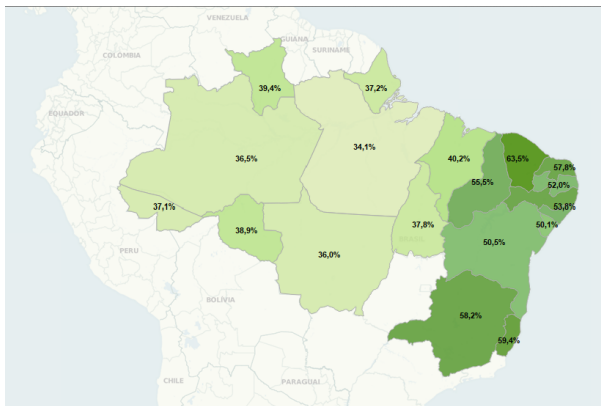 VENEZUELA
GUIANA
SURINAME
COLÔMBIA
39,4%
37,2%
EQUADOR
34,1%
40,2%
63,5%
57,8%
36,5%
55,5%
52,0%
37,1%
53,8%
37,8%
50,1%
38,9%
PERU
36,0%
50,5%
BOLÍVIA
58,2%
59,4%
CHILE
PARAGUAI